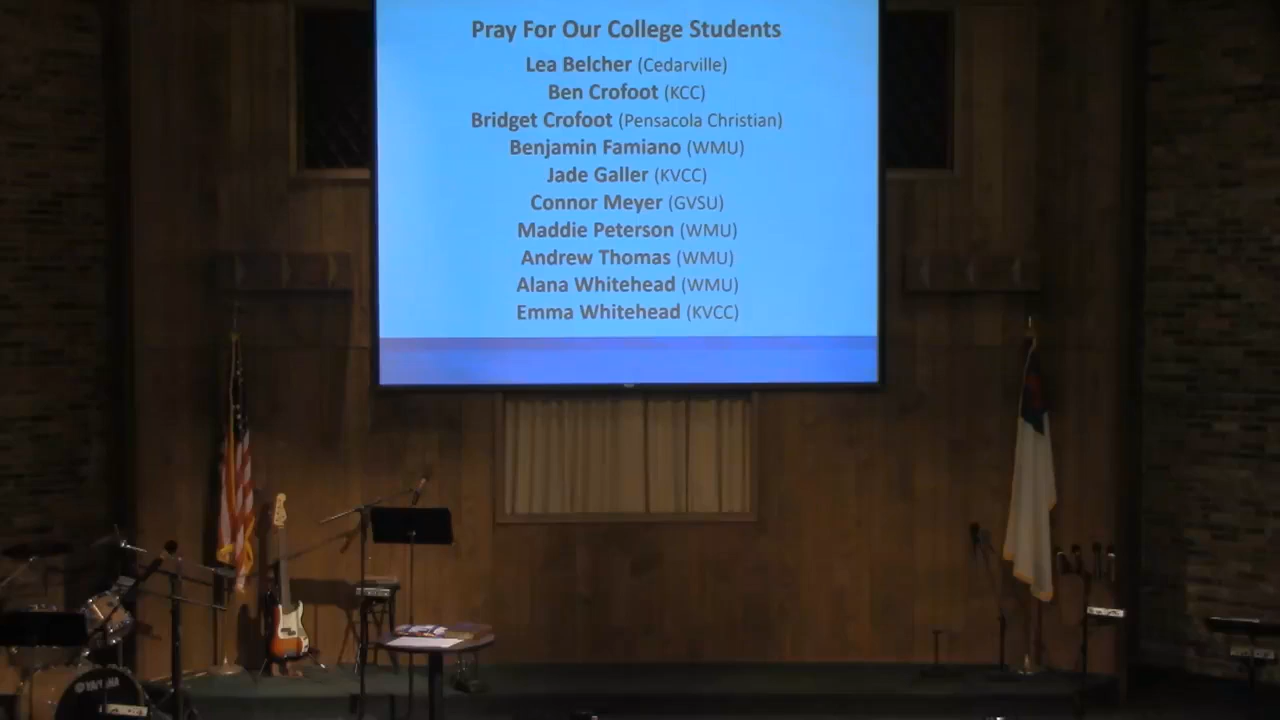 Pray For Our College Students
Lea Belcher (Cedarville)
Ben Crofoot (KCC)
Bridget Crofoot (Pensacola Christian)
Benjamin Famiano (WMU)
Jade Galler (KVCC)
Connor Meyer (GVSU)
Maddie Peterson (WMU)
Andrew Thomas (WMU)
Alana Whitehead (WMU)
Emma Whitehead (KVCC)
YAMAHA